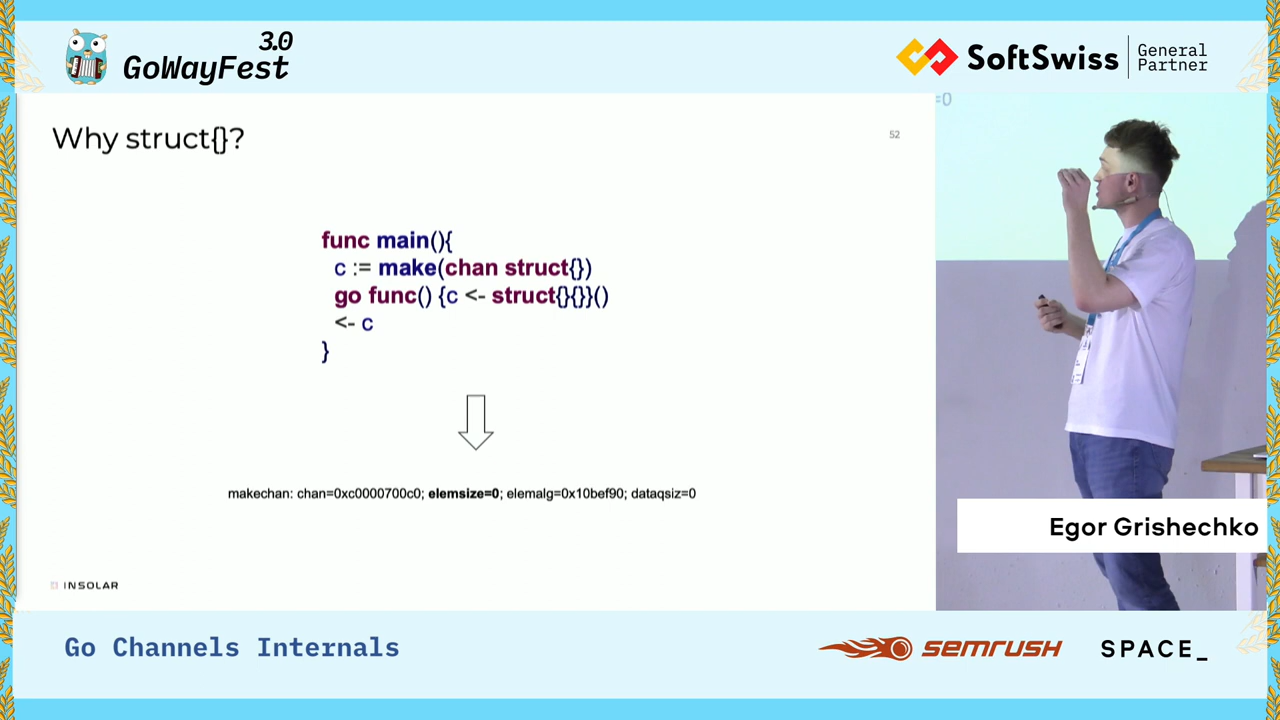 3.0
GoWayFest
SoftSwiss
General
Partner
=0
Why struct{}?
52
func main(){
c := make(chan struct{})
go func() {c <- struct{}{}}()
<- c
}
makechan: chan=0xc0000700c0; elemsize=0; elemalg=0x10bef90; dataqsiz=0
INSOLAR
Egor Grishechko
Go Channels Internals
SEMRUSH
SPACE_